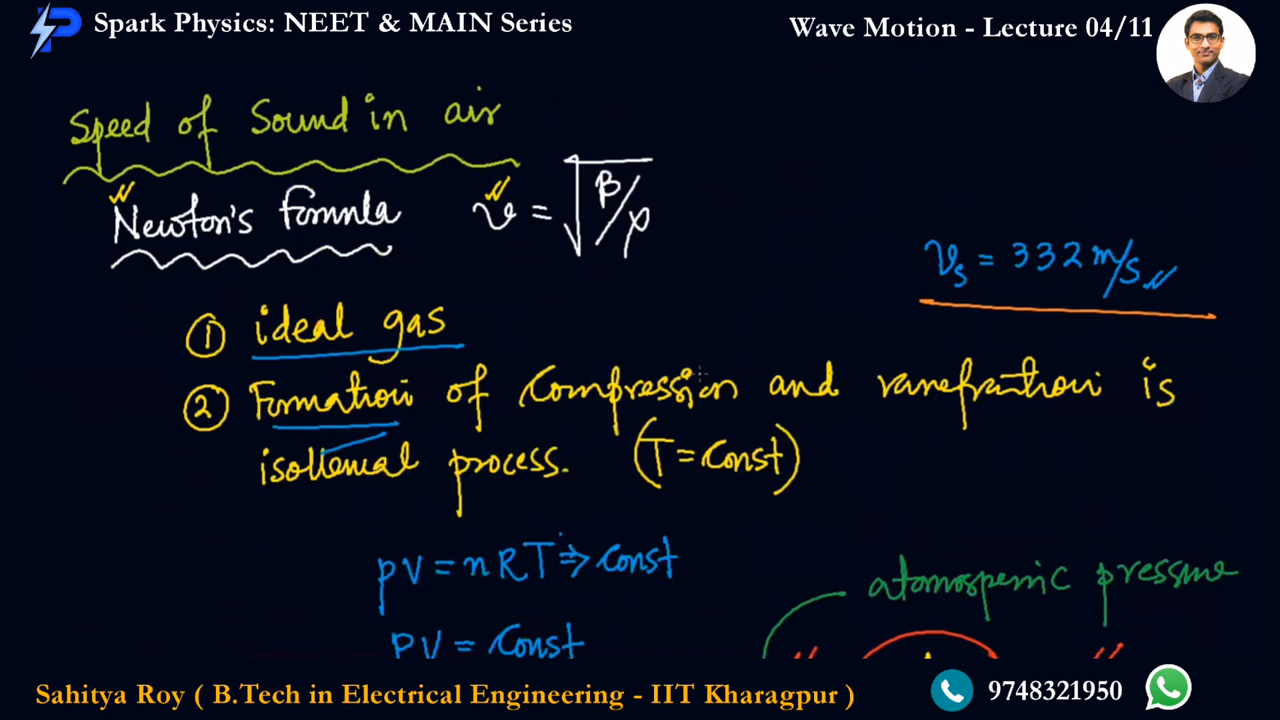 Spark Physics: NEET & MAIN Series
Wave Motion - Lecture 04/11
Speed of Sound in air
Newton's formula v = √B/ρ
v_s = 332 m/s
① ideal gas
② Formation of Compression and rarefraction is
isothermal process. (T = Const)
PV = nRT ⇒ Const
atomospheric pressure
PV = Const
Sahitya Roy ( B.Tech in Electrical Engineering - IIT Kharagpur )
9748321950